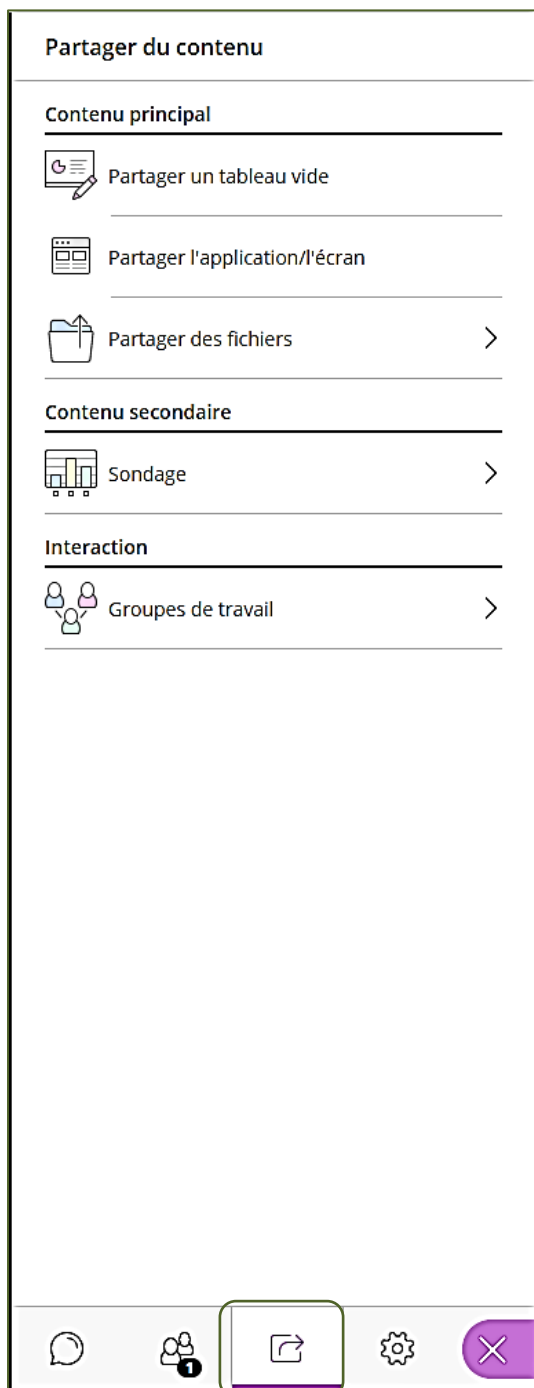 Partager du contenu
Contenu principal
Partager un tableau vide
Partager l'application/l'écran
Partager des fichiers
Contenu secondaire
Sondage
Interaction
Groupes de travail
1